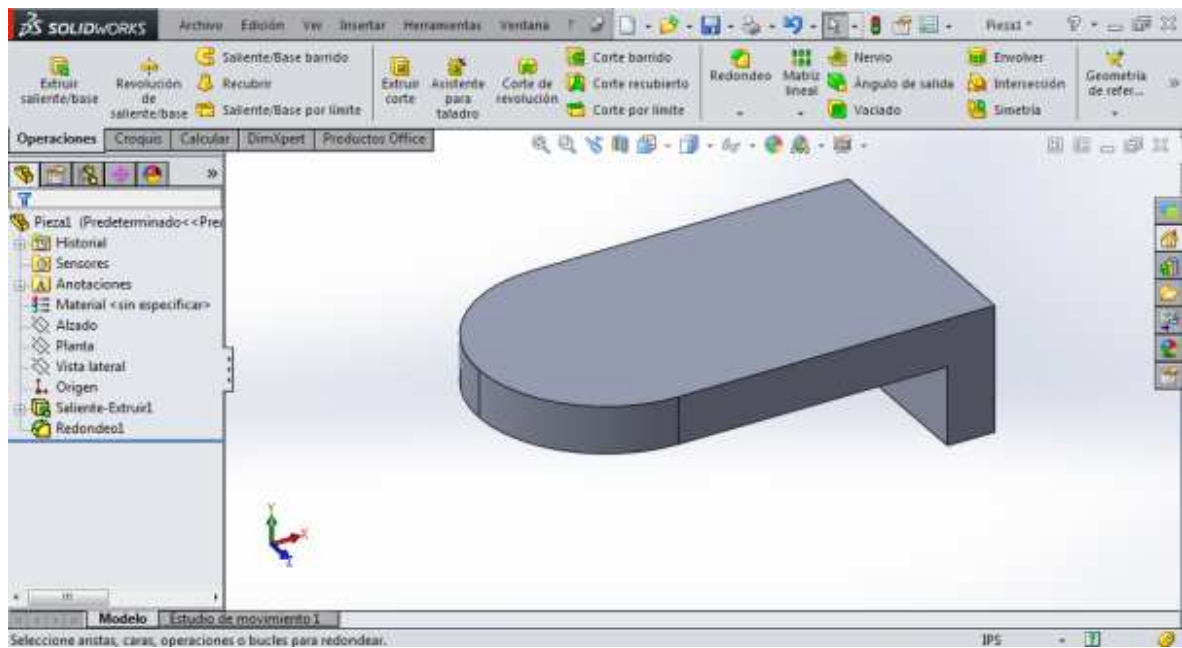 SOLIDWORKS Archivo Edición Ver Insertar Herramientas Ventana ? Pieza1 *
Extruir saliente/base
Revolución de saliente/base
Saliente/Base barrido
Recubrir
Saliente/Base por límite
Extruir corte
Asistente para taladro
Corte de revolución
Corte barrido
Corte recubierto
Corte por límite
Redondeo
Matriz lineal
Nervio
Ángulo de salida
Vaciado
Envolver
Intersección
Simetría
Geometría de refer...
Operaciones Croquis Calcular DimXpert Productos Office
Pieza1 (Predeterminado<<Pre
Historial
Sensores
Anotaciones
Material <sin especificar>
Alzado
Planta
Vista lateral
Origen
Saliente-Extruir1
Redondeo1
Y
X
Z
Modelo Estudio de movimiento 1
Seleccione aristas, caras, operaciones o bucles para redondear. IPS